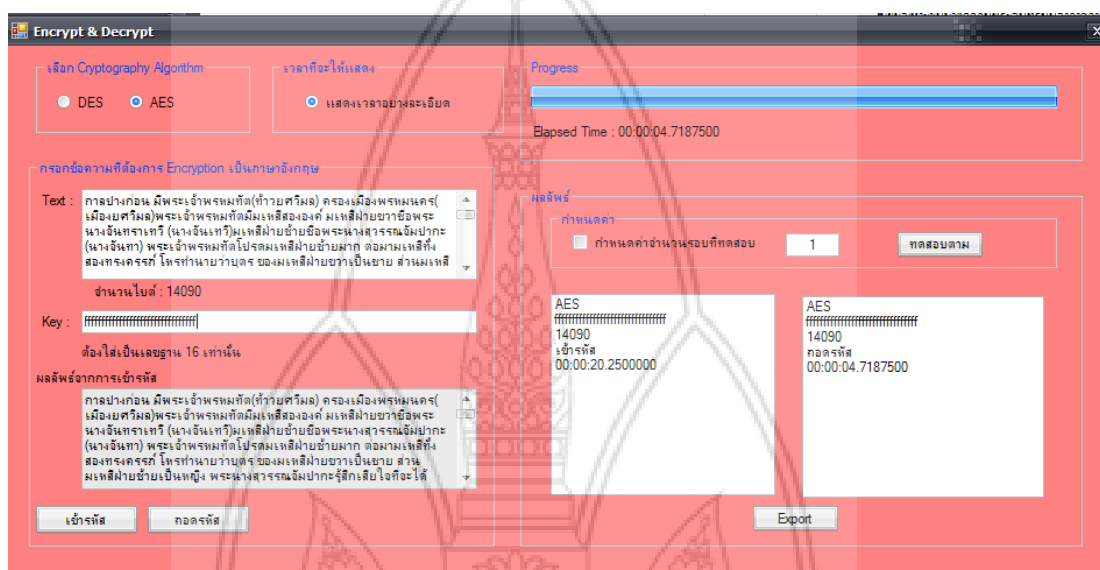 Encrypt & Decrypt
เลือก Cryptography Algorithm
DES
AES
เวลาที่จะให้แสดง
แสดงเวลาอย่างละเอียด
Progress
Elapsed Time : 00:00:04.7187500
กรอกข้อความที่ต้องการ Encryption เป็นภาษาอังกฤษ
Text :
กาลปางก่อน มีพระเจ้าพรหมทัต(ท้าวยศวิมล) ครองเมืองพรหมนคร(
เมืองยศวิมล)พระเจ้าพรหมทัตมีมเหสีสององค์ มเหสีฝ่ายขวาชื่อพระ
นางจันทราเทวี (นางจันเทวี)มเหสีฝ่ายซ้ายชื่อพระนางสุวรรณจัมปากะ
(นางจันทา) พระเจ้าพรหมทัตโปรดมเหสีฝ่ายซ้ายมาก ต่อมามเหสีทั้ง
สองทรงครรภ์ โหรทำนายว่าบุตร ของมเหสีฝ่ายขวาเป็นชาย ส่วนมเหสี
จำนวนไบต์ : 14090
Key :
ffffffffffffffffffffffffffffffff
ต้องใส่เป็นเลขฐาน 16 เท่านั้น
ผลลัพธ์จากการเข้ารหัส
กาลปางก่อน มีพระเจ้าพรหมทัต(ท้าวยศวิมล) ครองเมืองพรหมนคร(
เมืองยศวิมล)พระเจ้าพรหมทัตมีมเหสีสององค์ มเหสีฝ่ายขวาชื่อพระ
นางจันทราเทวี (นางจันเทวี)มเหสีฝ่ายซ้ายชื่อพระนางสุวรรณจัมปากะ
(นางจันทา) พระเจ้าพรหมทัตโปรดมเหสีฝ่ายซ้ายมาก ต่อมามเหสีทั้ง
สองทรงครรภ์ โหรทำนายว่าบุตร ของมเหสีฝ่ายขวาเป็นชาย ส่วน
มเหสีฝ่ายซ้ายเป็นหญิง พระนางสุวรรณจัมปากะรู้สึกเสียใจที่จะได้
เข้ารหัส
ถอดรหัส
ผลลัพธ์
กำหนดค่า
กำหนดค่าจำนวนรอบที่ทดสอบ
1
ทดสอบตาม
AES
ffffffffffffffffffffffffffffffff
14090
เข้ารหัส
00:00:20.2500000
AES
ffffffffffffffffffffffffffffffff
14090
ถอดรหัส
00:00:04.7187500
Export